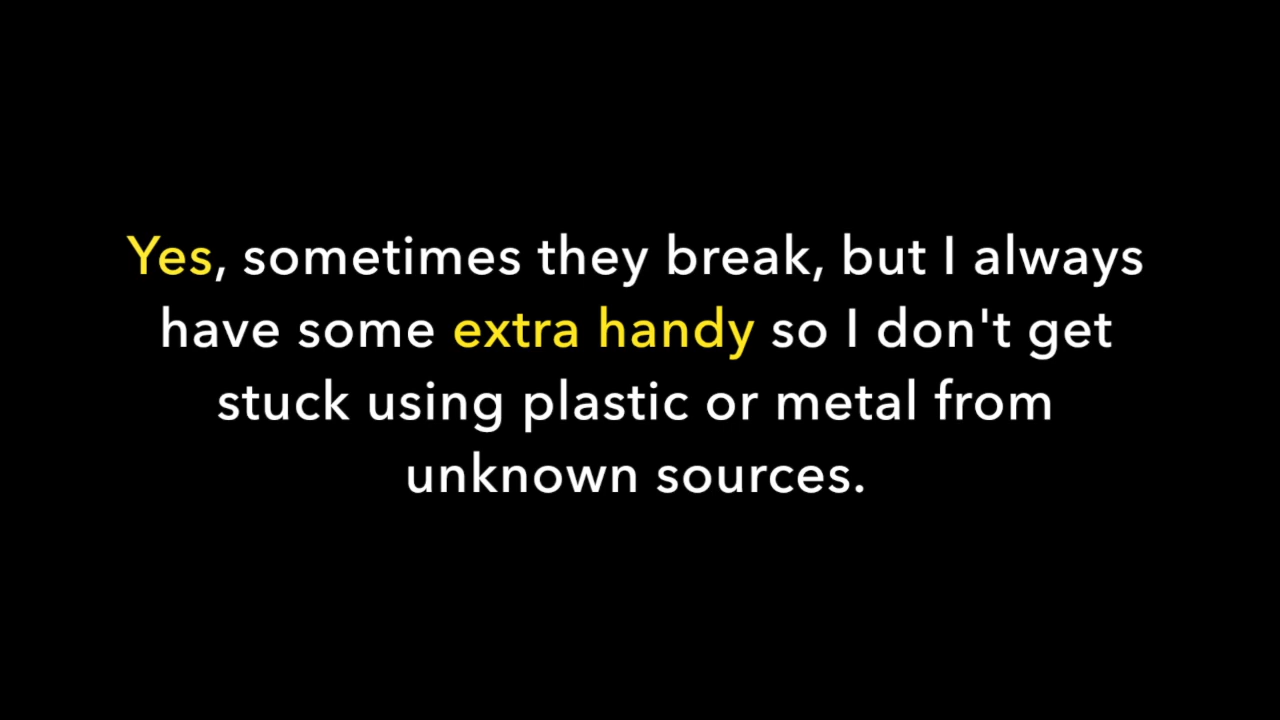 Yes, sometimes they break, but I always
have some extra handy so I don't get
stuck using plastic or metal from
unknown sources.